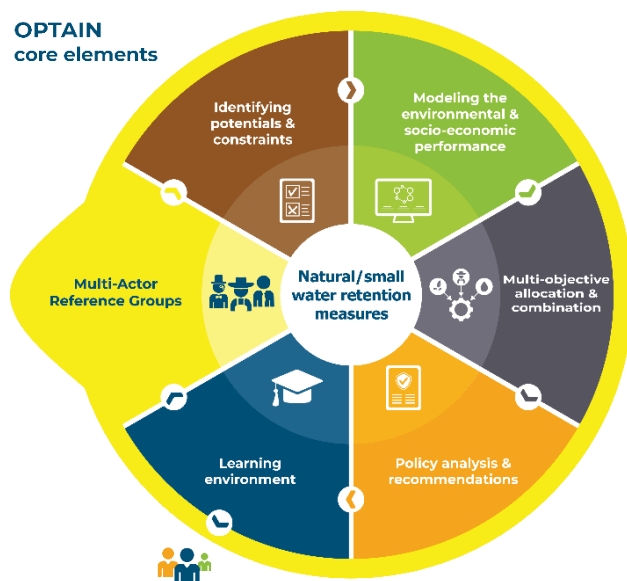 OPTAIN
core elements
Identifying
potentials &
constraints
Modeling the
environmental &
socio-economic
performance
Multi-Actor
Reference Groups
Natural/small
water retention
measures
Multi-objective
allocation &
combination
Learning
environment
Policy analysis &
recommendations